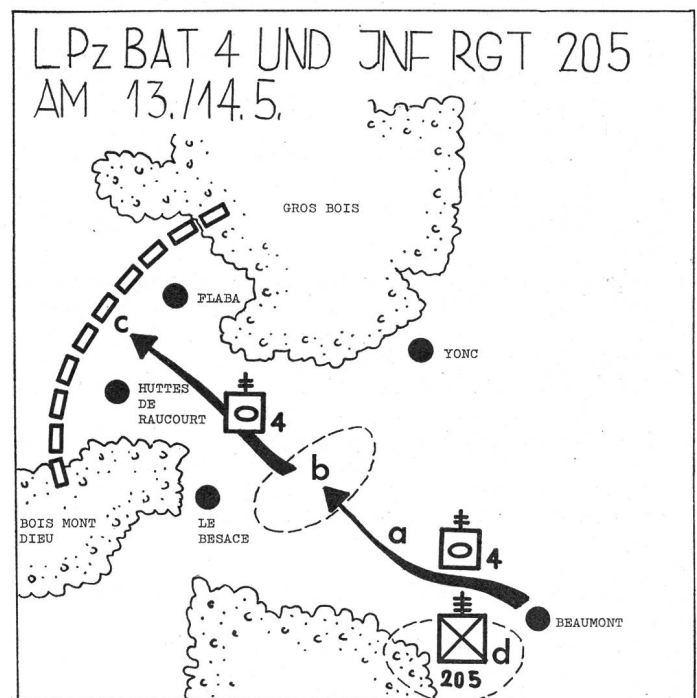 LPz BAT 4 UND JNF RGT 205
AM 13./14.5.
GROS BOIS
FLABA
C
YONC
HUTTES
DE
RAUCOURT
4
b
BOIS MONT
DIEU
LE
BESACE
a
4
BEAUMONT
d
205